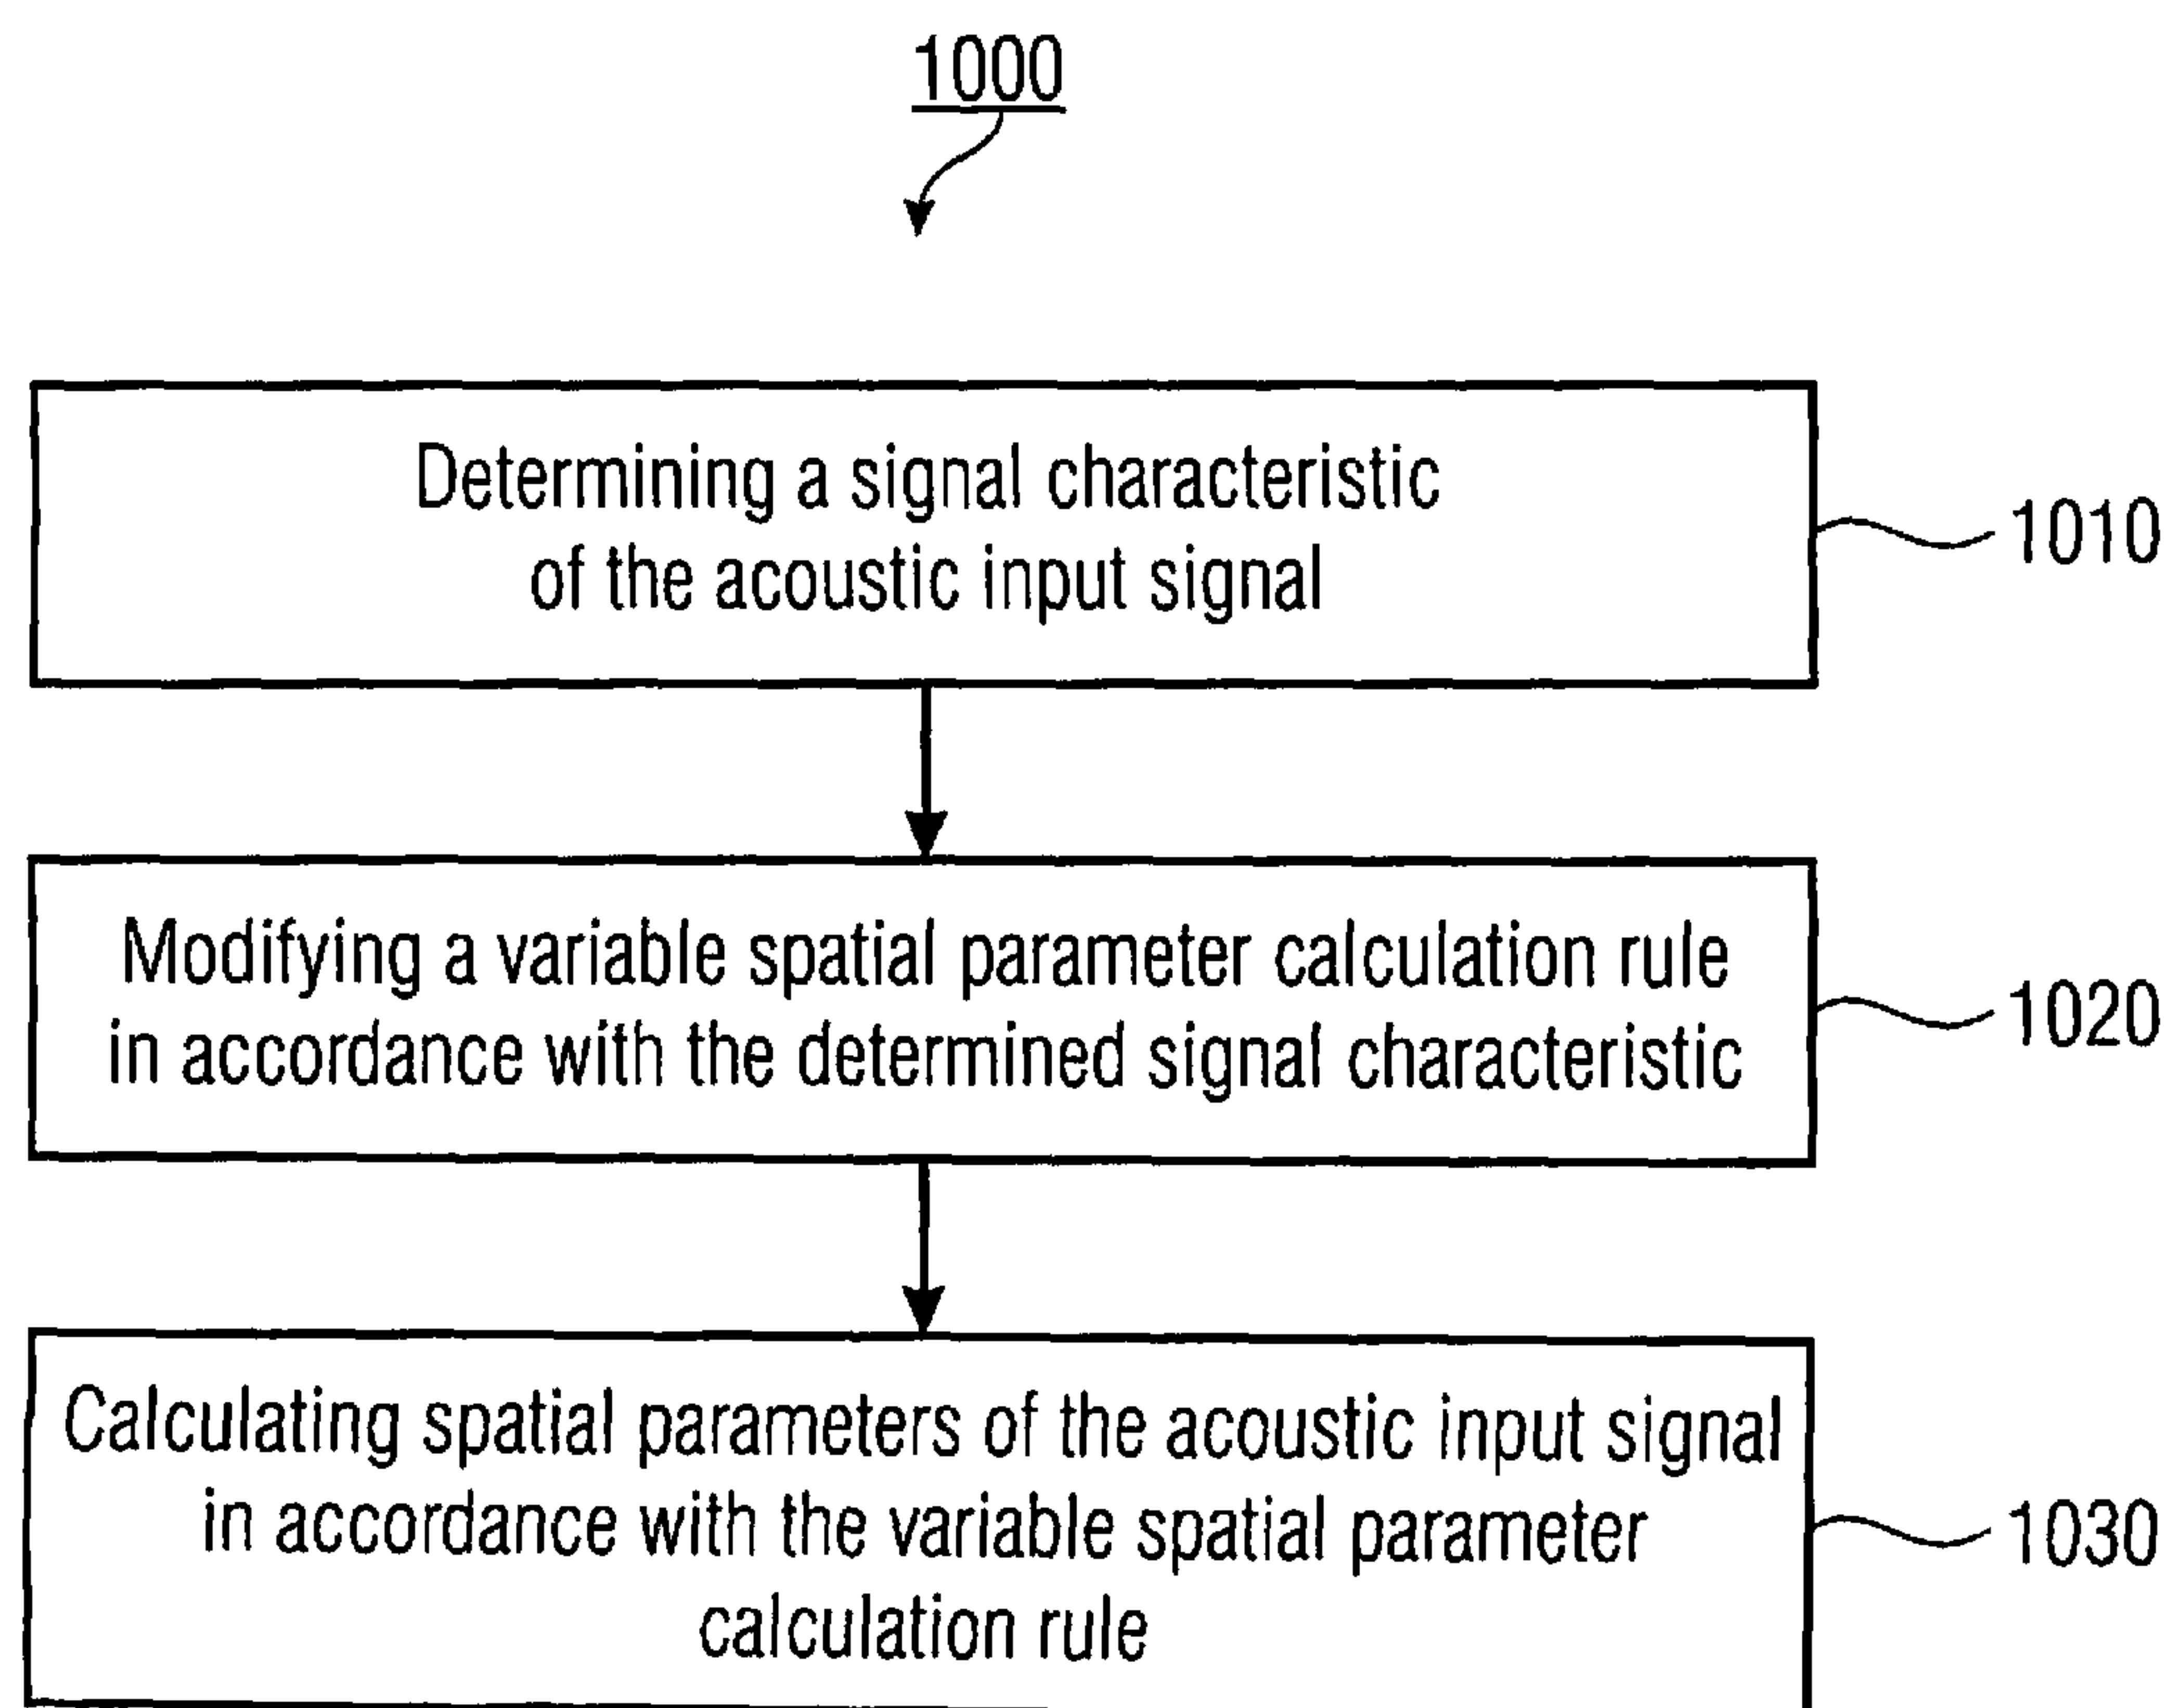 1000
Determining a signal characteristic
of the acoustic input signal
1010
Modifying a variable spatial parameter calculation rule
in accordance with the determined signal characteristic
1020
Calculating spatial parameters of the acoustic input signal
in accordance with the variable spatial parameter
calculation rule
1030